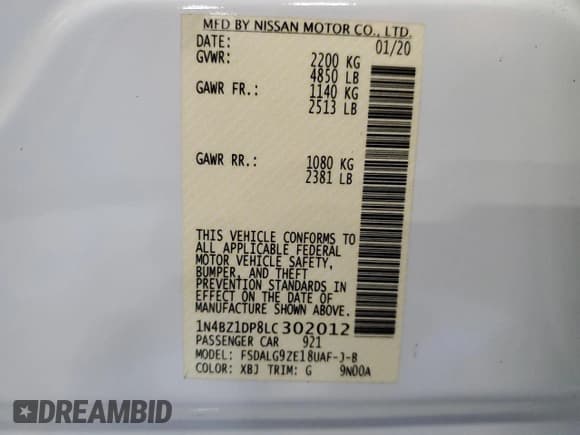 MFD BY NISSAN MOTOR CO., LTD.
DATE: 01/20
GVWR: 2200 KG
4850 LB
GAWR FR.: 1140 KG
2513 LB
GAWR RR.: 1080 KG
2381 LB
THIS VEHICLE CONFORMS TO
ALL APPLICABLE FEDERAL
MOTOR VEHICLE SAFETY,
BUMPER, AND THEFT
PREVENTION STANDARDS IN
EFFECT ON THE DATE OF
MANUFACTURE SHOWN ABOVE.
1N4BZ1DP8LC302012
PASSENGER CAR 921
MODEL: FSDALG9ZE18UAF-J-B
COLOR: XBJ TRIM: G 9N00A
DREAMBID